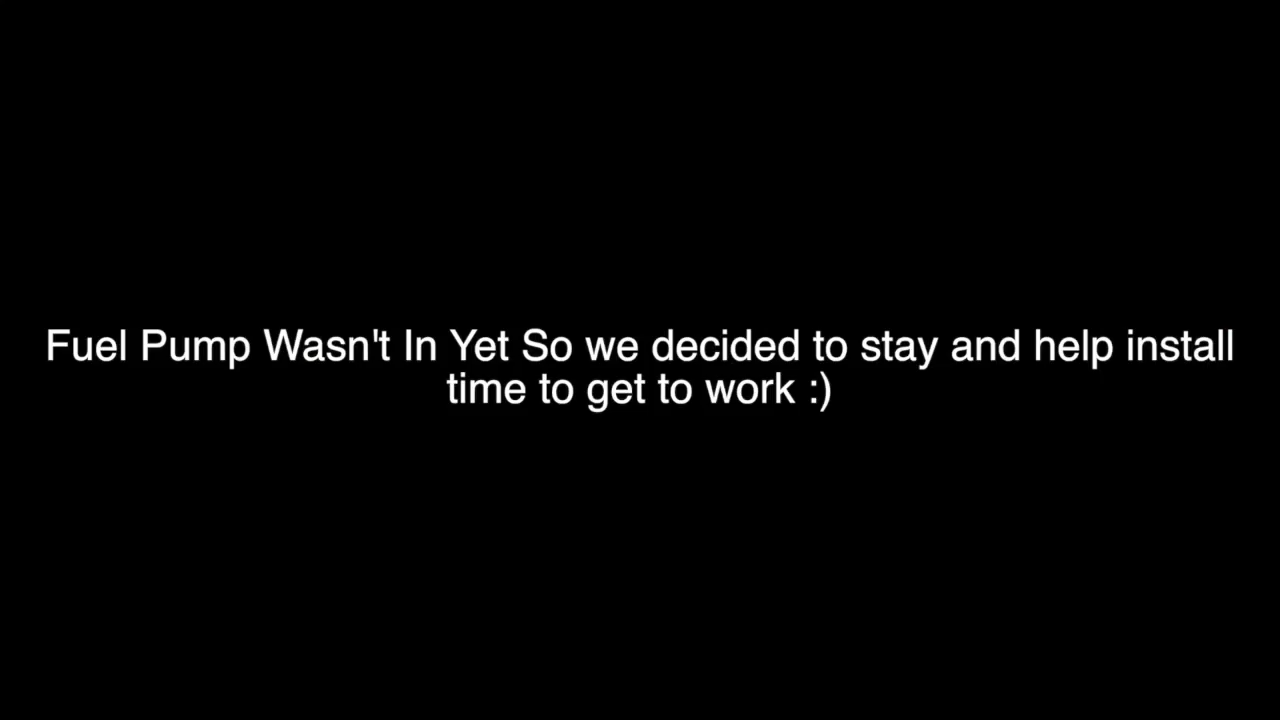 Fuel Pump Wasn't In Yet So we decided to stay and help install
time to get to work :)